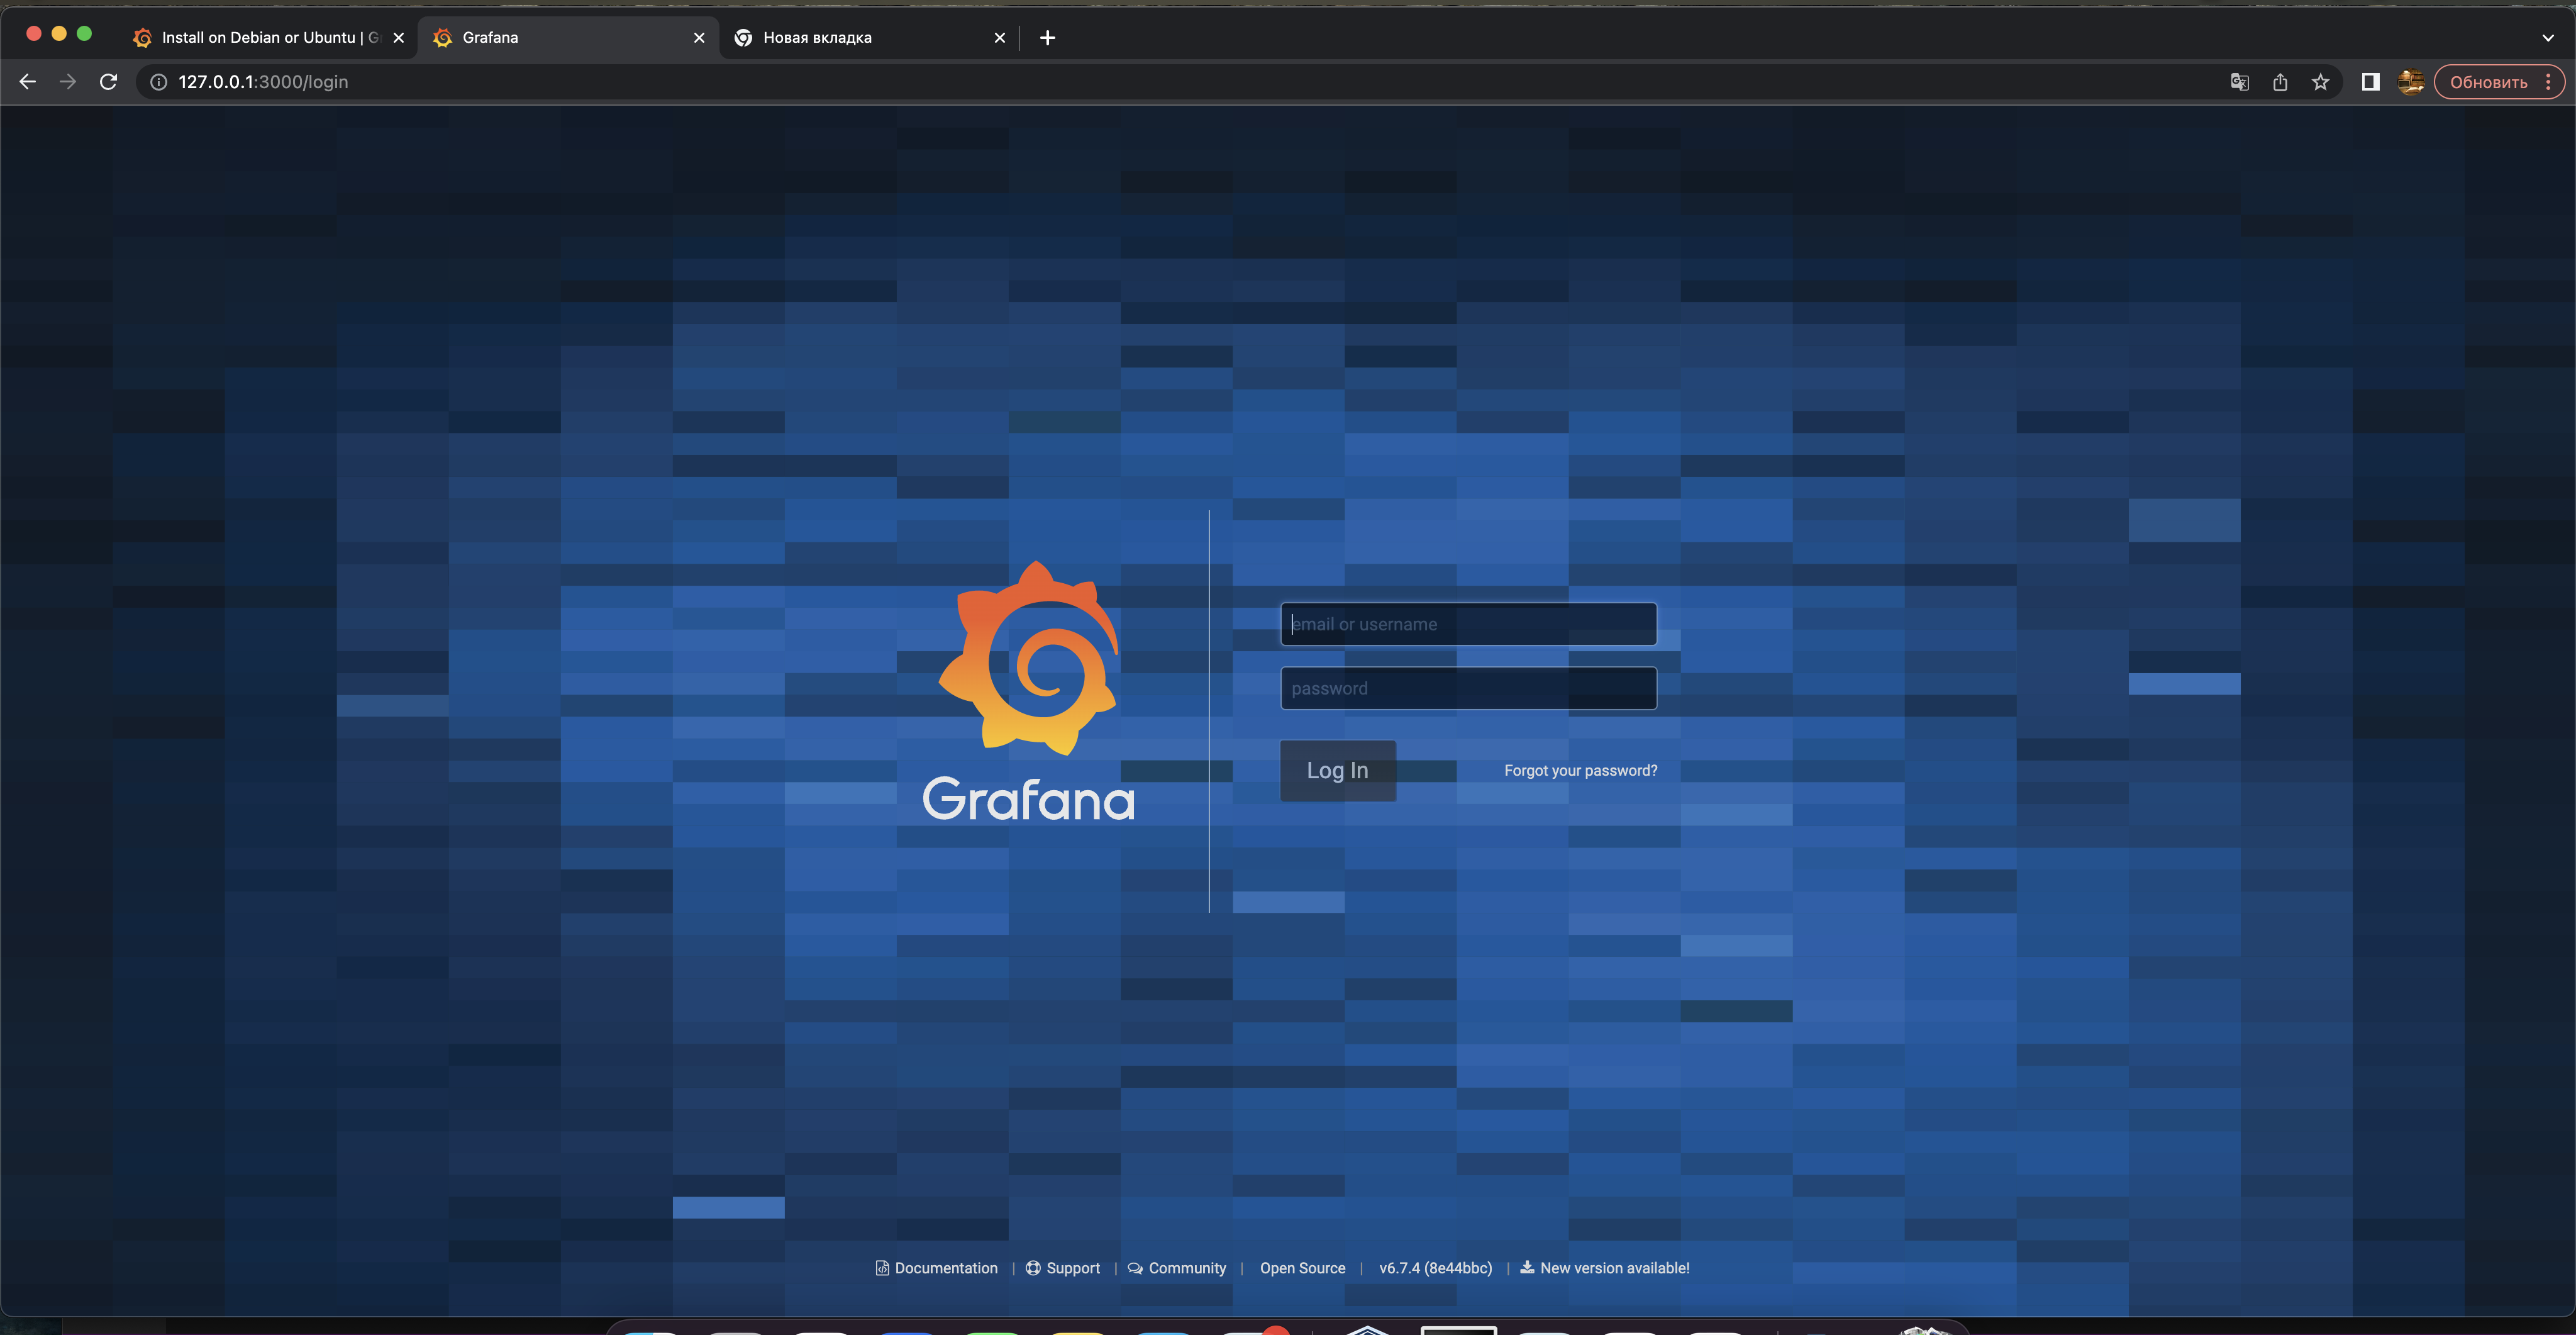 Install on Debian or Ubuntu | G
Grafana
Новая вкладка
127.0.0.1:3000/login
Обновить
email or username
password
Log In
Forgot your password?
Grafana
Documentation | Support | Community | Open Source | v6.7.4 (8e44bbc) | New version available!